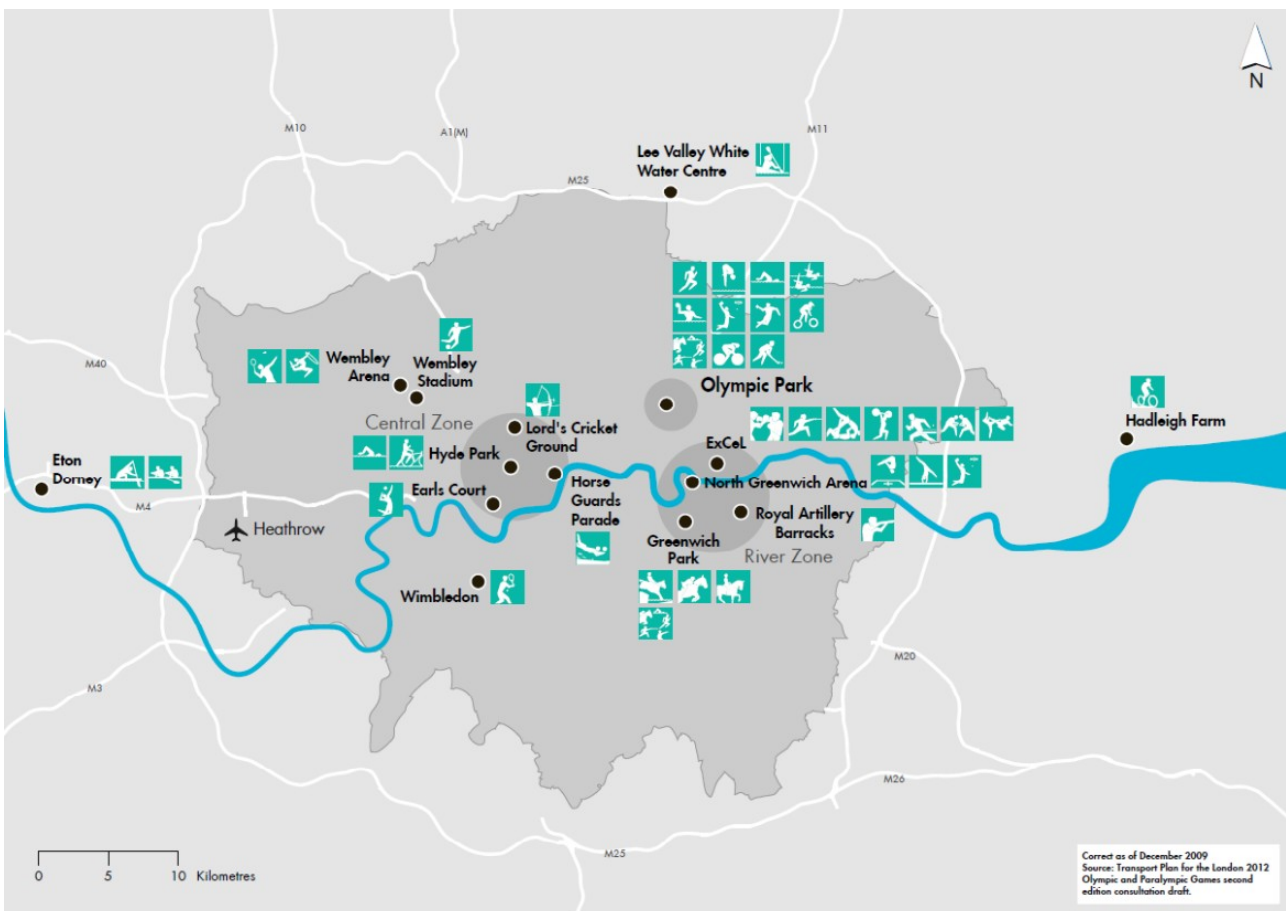 N
M10
A1(M)
M11
Lee Valley White
Water Centre
M25
Olympic Park
Wembley
Arena
Wembley
Stadium
M40
Central Zone
Lord's Cricket
Ground
Hyde Park
ExCeL
Hadleigh Farm
Eton
Dorney
M4
Earls Court
Horse
Guards
Parade
North Greenwich Arena
Royal Artillery
Barracks
Heathrow
Greenwich
Park
River Zone
Wimbledon
M20
M3
M26
M25
0 5 10 Kilometres
Correct as of December 2009
Source: Transport Plan for the London 2012
Olympic and Paralympic Games second
edition consultation draft.